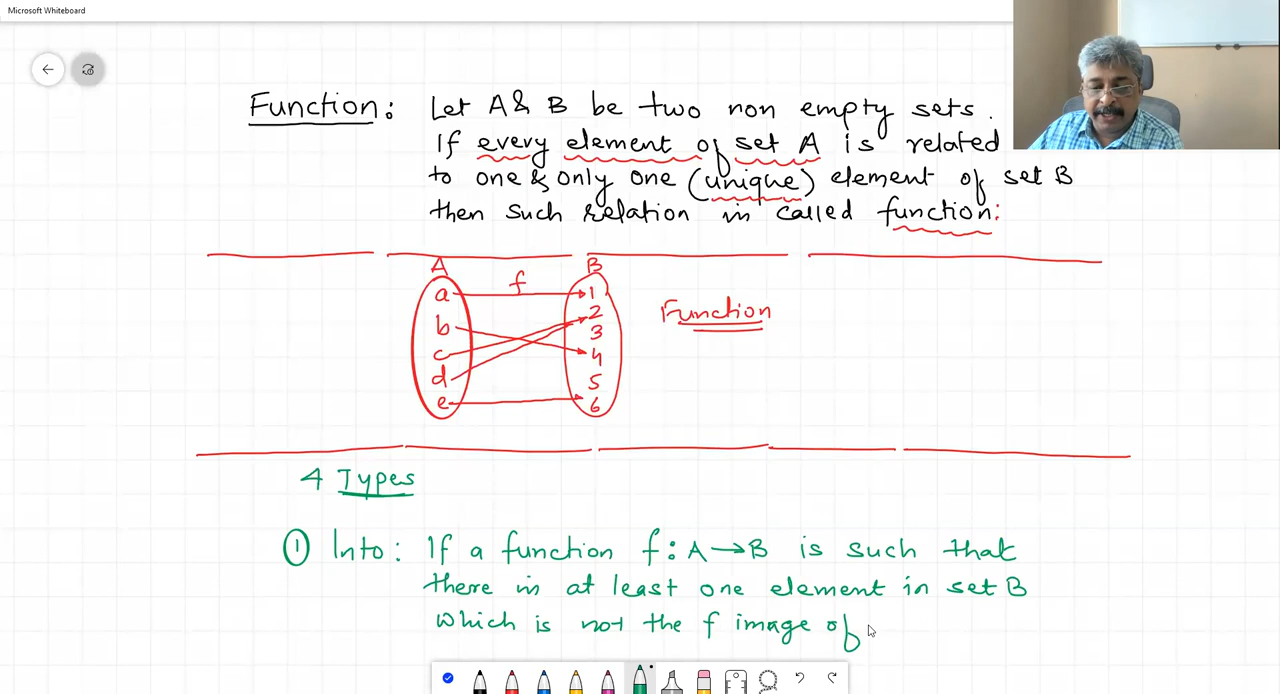 Microsoft Whiteboard
Function: Let A & B be two non empty sets.
If every element of set A is related
to one & only one (unique) element of set B
then such relation in called function:
A f B
a 1
b 2
c 3
d 4
e 5
6
Function
4 Types
① Into: If a function f: A→B is such that
there in at least one element in set B
which is not the f image of